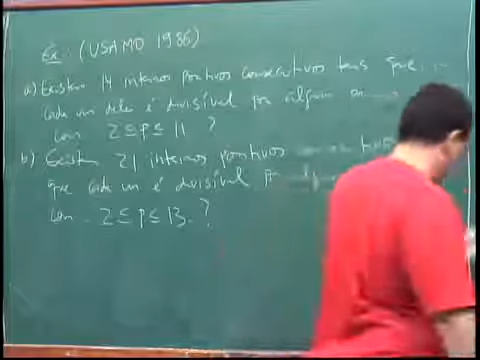 Ex. (USAMO 1986)
a) Existem 14 inteiros positivos consecutivos tais que
cada um deles é divisível por algum
com 2 ≤ p ≤ 11 ?
b) Existem 21 inteiros positivos
que cada um é divisível
com 2 ≤ p ≤ 13. ?